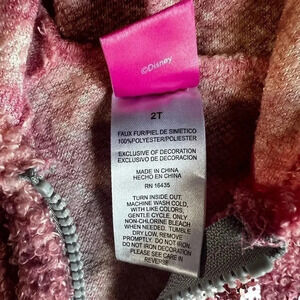 ©Disney
2T
FAUX FUR/PIEL DE SIMIETICO
100%POLYESTER/POLIESTER
EXCLUSIVE OF DECORATION
EXCLUSIVO DE DECORACION
MADE IN CHINA
HECHO EN CHINA
RN 16435
TURN INSIDE OUT.
MACHINE WASH COLD,
WITH LIKE COLORS,
GENTLE CYCLE. ONLY
NON-CHLORINE BLEACH
WHEN NEEDED. TUMBLE
DRY LOW, REMOVE
PROMPTLY. DO NOT IRON.
DO NOT IRON DECORATION
PLEASE SEE CARE IN
REVERSE